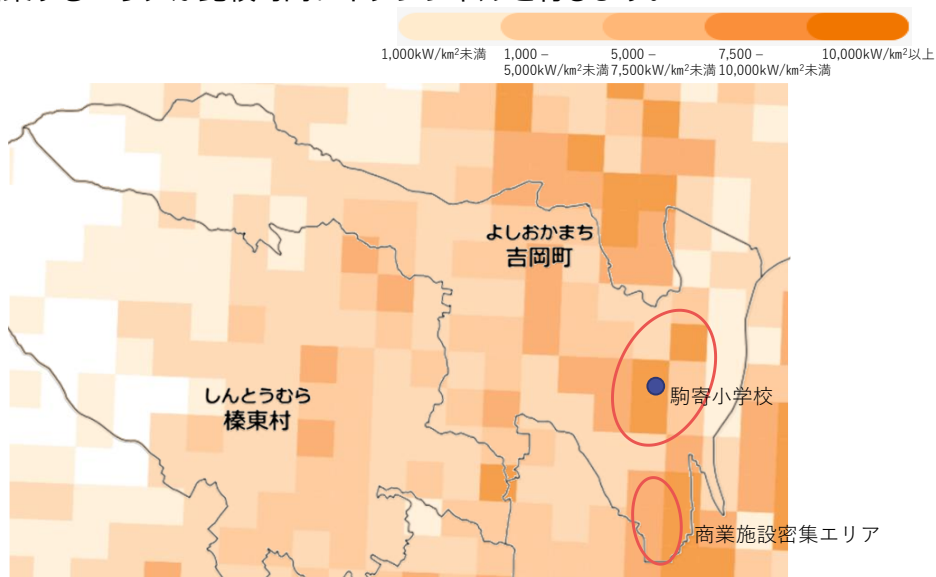 1,000kW/km²未満
1,000 –
5,000kW/km²未満
5,000 –
7,500kW/km²未満
7,500 –
10,000kW/km²未満
10,000kW/km²以上
よしおかまち
吉岡町
駒寄小学校
しんとうむら
榛東村
商業施設密集エリア